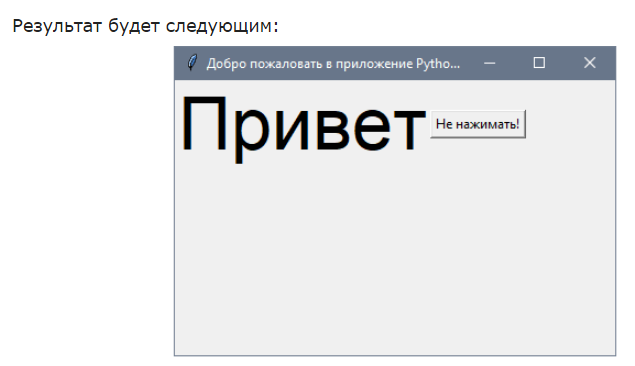 Результат будет следующим:
Добро пожаловать в приложение Pytho...
Привет
Не нажимать!